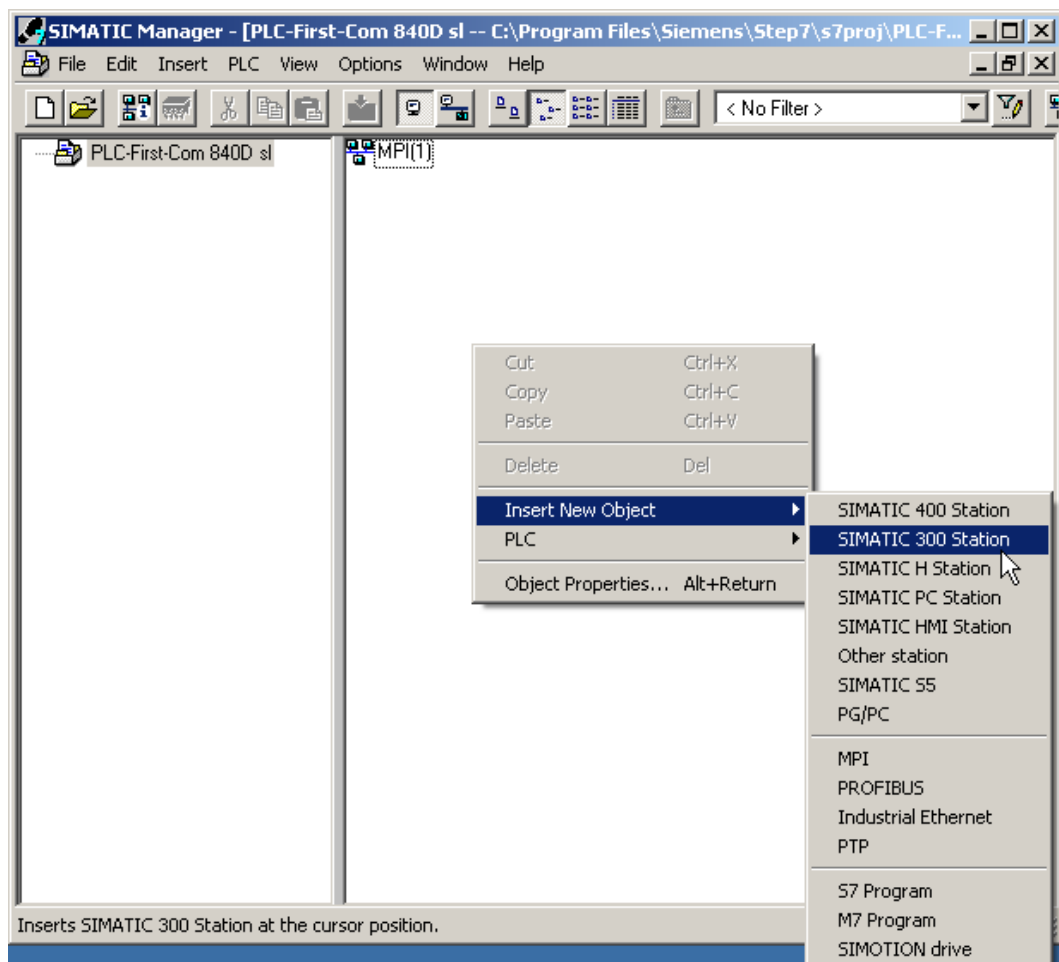 SIMATIC Manager - [PLC-First-Com 840D sl -- C:\Program Files\Siemens\Step7\s7proj\PLC-F...
File Edit Insert PLC View Options Window Help
< No Filter >
PLC-First-Com 840D sl
MPI(1)
Cut Ctrl+X
Copy Ctrl+C
Paste Ctrl+V
Delete Del
Insert New Object
PLC
Object Properties... Alt+Return
SIMATIC 400 Station
SIMATIC 300 Station
SIMATIC H Station
SIMATIC PC Station
SIMATIC HMI Station
Other station
SIMATIC S5
PG/PC
MPI
PROFIBUS
Industrial Ethernet
PTP
S7 Program
M7 Program
SIMOTION drive
Inserts SIMATIC 300 Station at the cursor position.